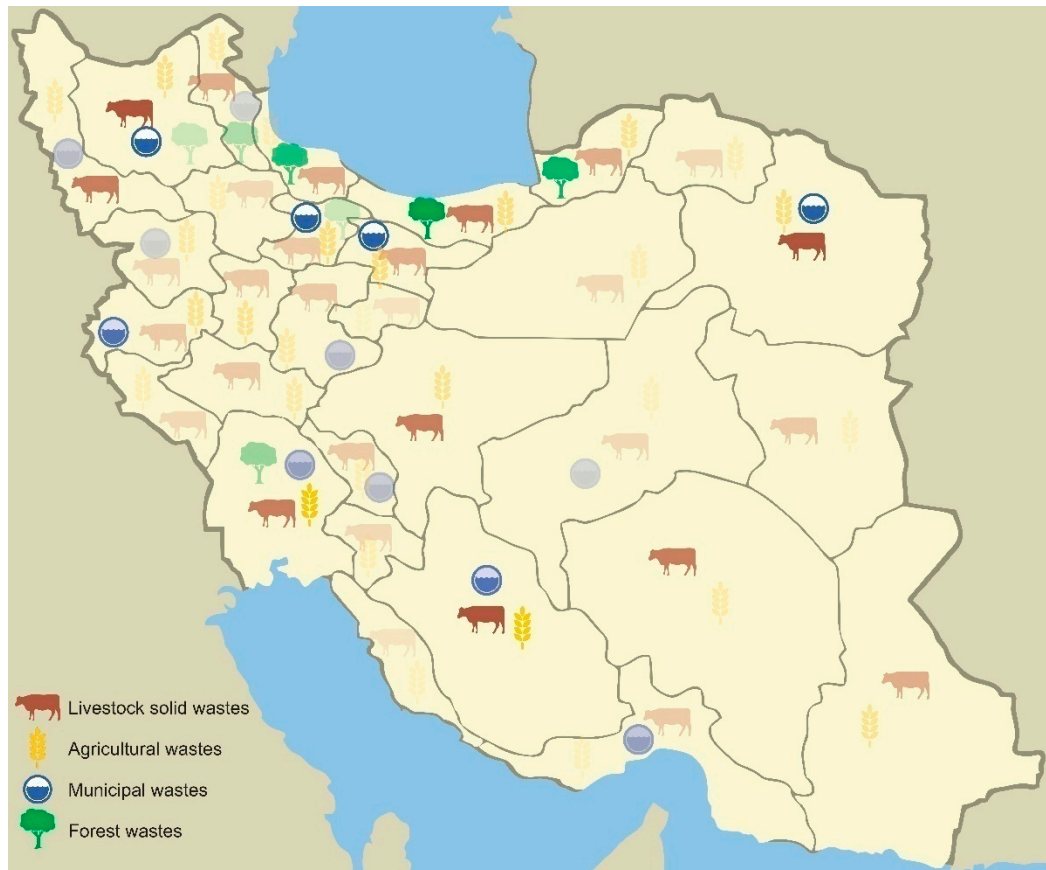 Livestock solid wastes
Agricultural wastes
Municipal wastes
Forest wastes